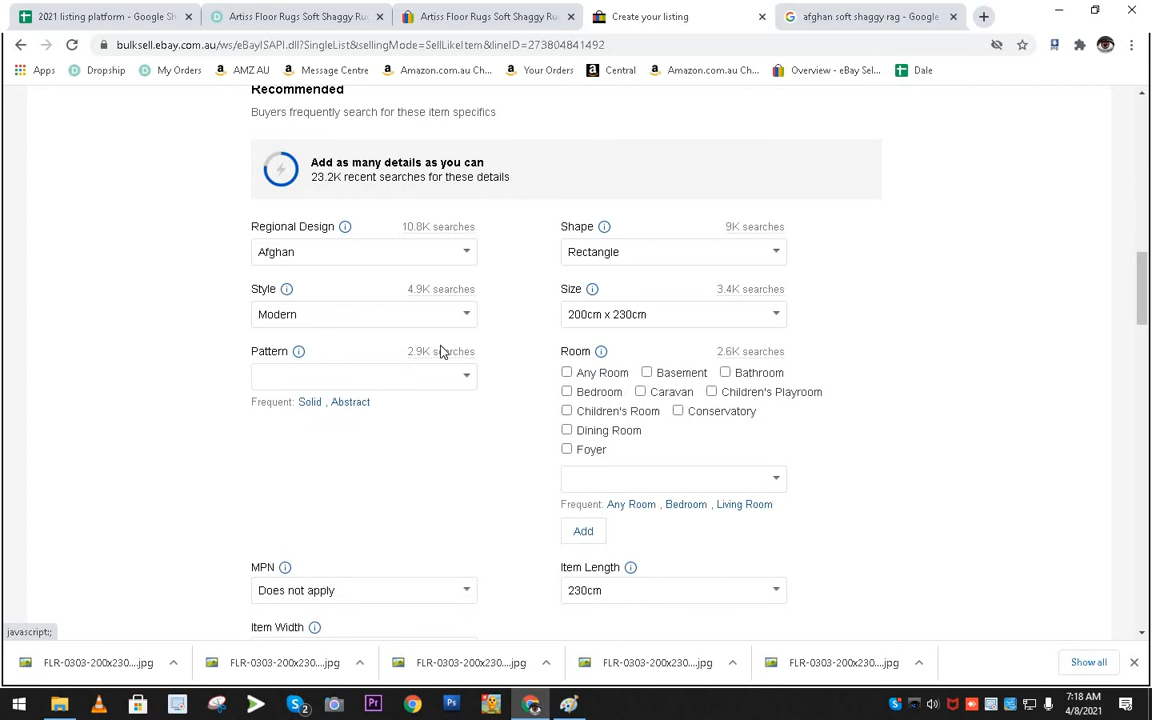 2021 listing platform - Google Sh
Artiss Floor Rugs Soft Shaggy Ru
Artiss Floor Rugs Soft Shaggy Ru
Create your listing
afghan soft shaggy rag - Google
bulksell.ebay.com.au/ws/eBayISAPI.dll?SingleList&sellingMode=SellLikeItem&lineID=273804841492
Apps
Dropship
My Orders
AMZ AU
Message Centre
Amazon.com.au Ch...
Your Orders
Central
Amazon.com.au Ch...
Overview - eBay Sel...
Dale
Recommended
Buyers frequently search for these item specifics
Add as many details as you can
23.2K recent searches for these details
Regional Design 10.8K searches
Afghan
Shape 9K searches
Rectangle
Style 4.9K searches
Modern
Size 3.4K searches
200cm x 230cm
Pattern 2.9K searches
Frequent: Solid , Abstract
Room 2.6K searches
Any Room Basement Bathroom
Bedroom Caravan Children's Playroom
Children's Room Conservatory
Dining Room
Foyer
Frequent: Any Room , Bedroom , Living Room
Add
MPN
Does not apply
Item Length
230cm
Item Width
javascript:;
FLR-0303-200x230....jpg
FLR-0303-200x230....jpg
FLR-0303-200x230....jpg
FLR-0303-200x230....jpg
FLR-0303-200x230....jpg
Show all
7:18 AM
4/8/2021